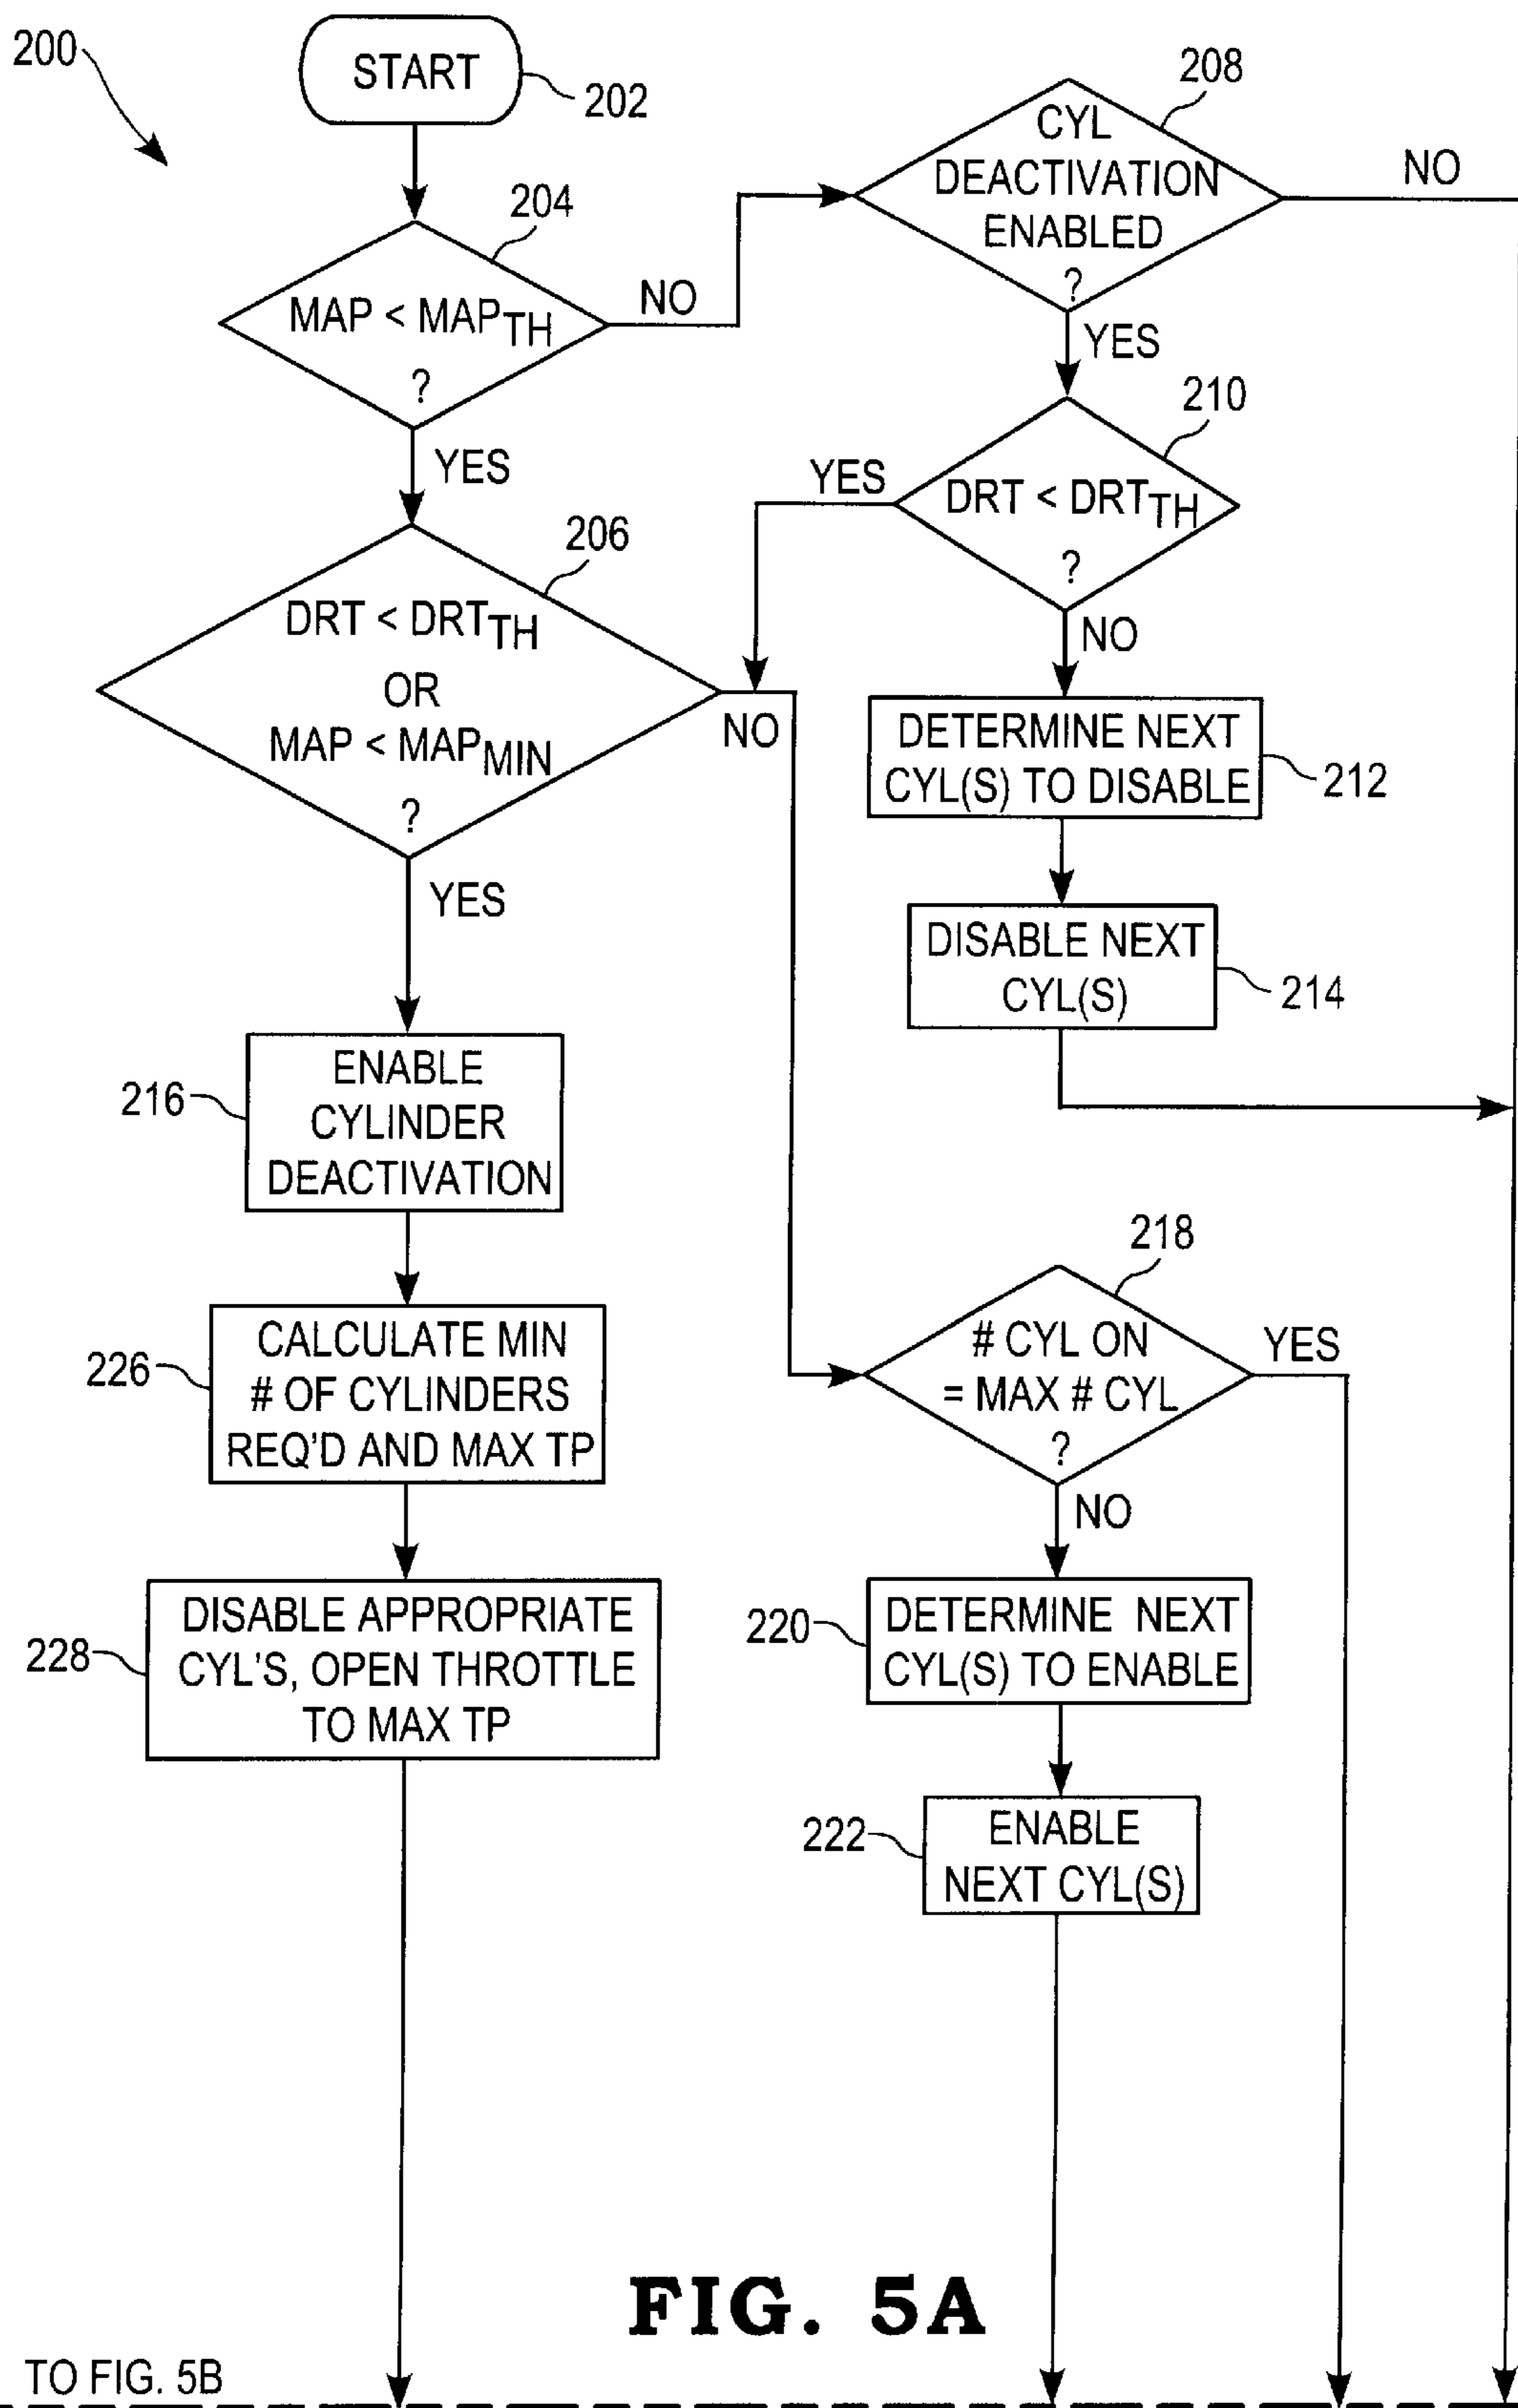 200
START
202
204
MAP < MAPTH
?
NO
YES
208
CYL
DEACTIVATION
ENABLED
?
NO
YES
210
DRT < DRTTH
?
YES
NO
206
DRT < DRTTH
OR
MAP < MAPMIN
?
NO
YES
DETERMINE NEXT
CYL(S) TO DISABLE
212
DISABLE NEXT
CYL(S)
214
216
ENABLE
CYLINDER
DEACTIVATION
218
# CYL ON
= MAX # CYL
?
YES
NO
226
CALCULATE MIN
# OF CYLINDERS
REQ'D AND MAX TP
228
DISABLE APPROPRIATE
CYL'S, OPEN THROTTLE
TO MAX TP
220
DETERMINE NEXT
CYL(S) TO ENABLE
222
ENABLE
NEXT CYL(S)
FIG. 5A
TO FIG. 5B